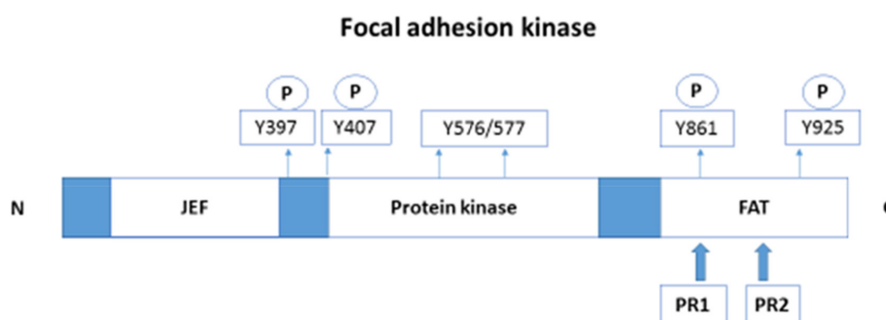 Focal adhesion kinase
P P P P
Y397 Y407 Y576/577 Y861 Y925
N JEF Protein kinase FAT
PR1 PR2